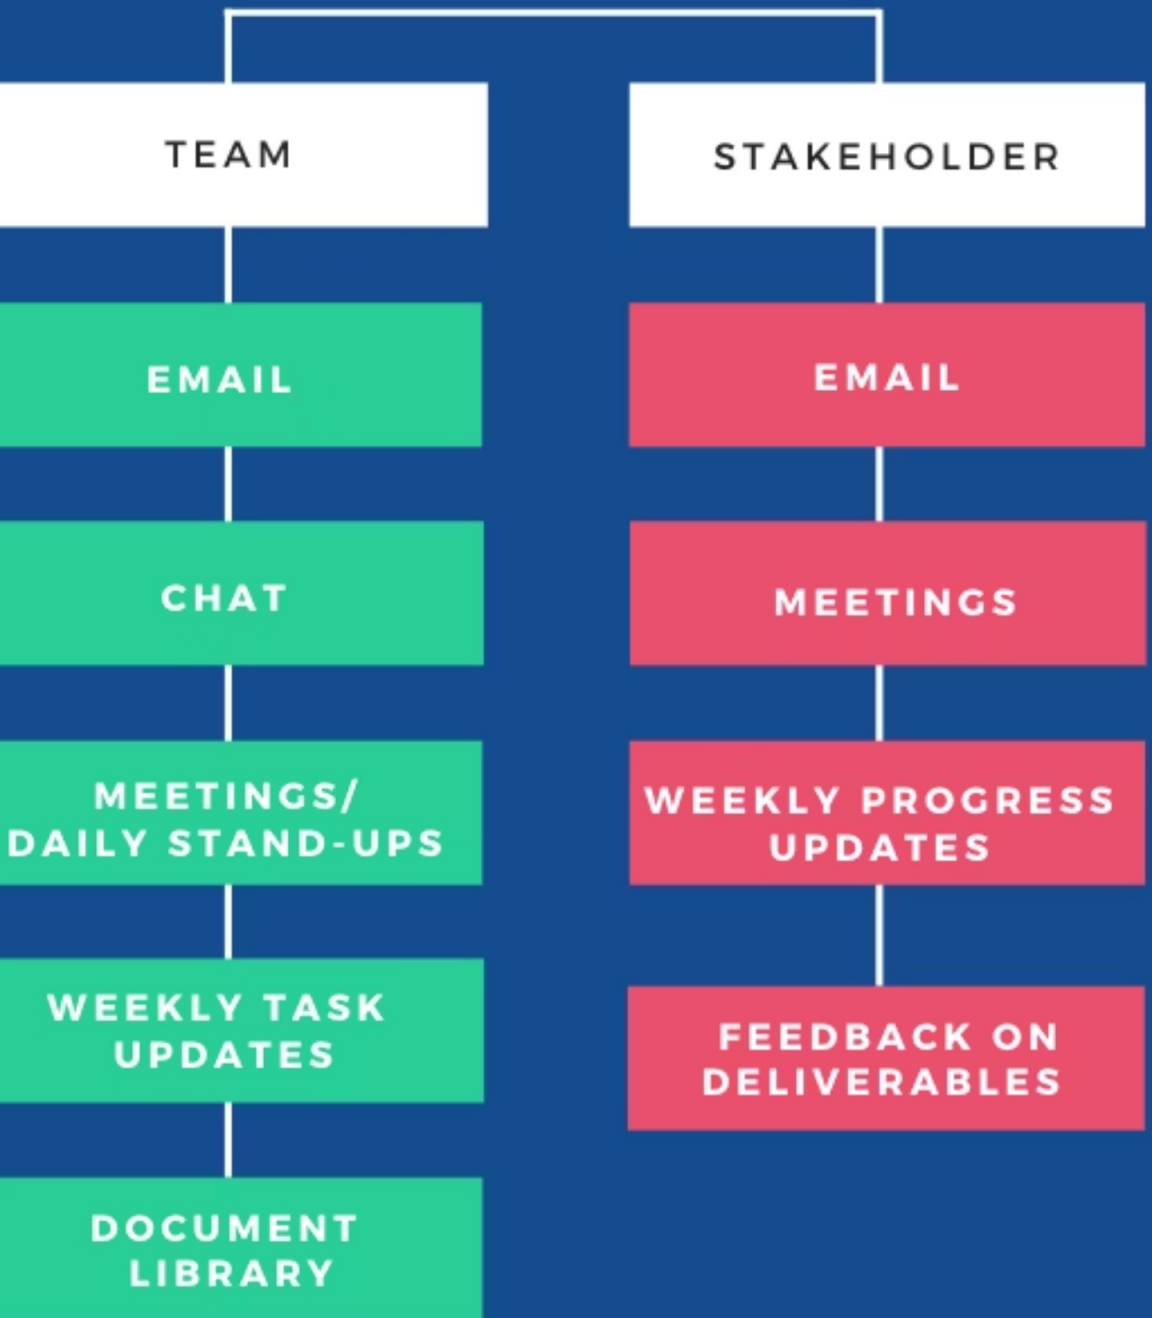 TEAM
EMAIL
CHAT
MEETINGS/
DAILY STAND-UPS
WEEKLY TASK
UPDATES
DOCUMENT
LIBRARY
STAKEHOLDER
EMAIL
MEETINGS
WEEKLY PROGRESS
UPDATES
FEEDBACK ON
DELIVERABLES